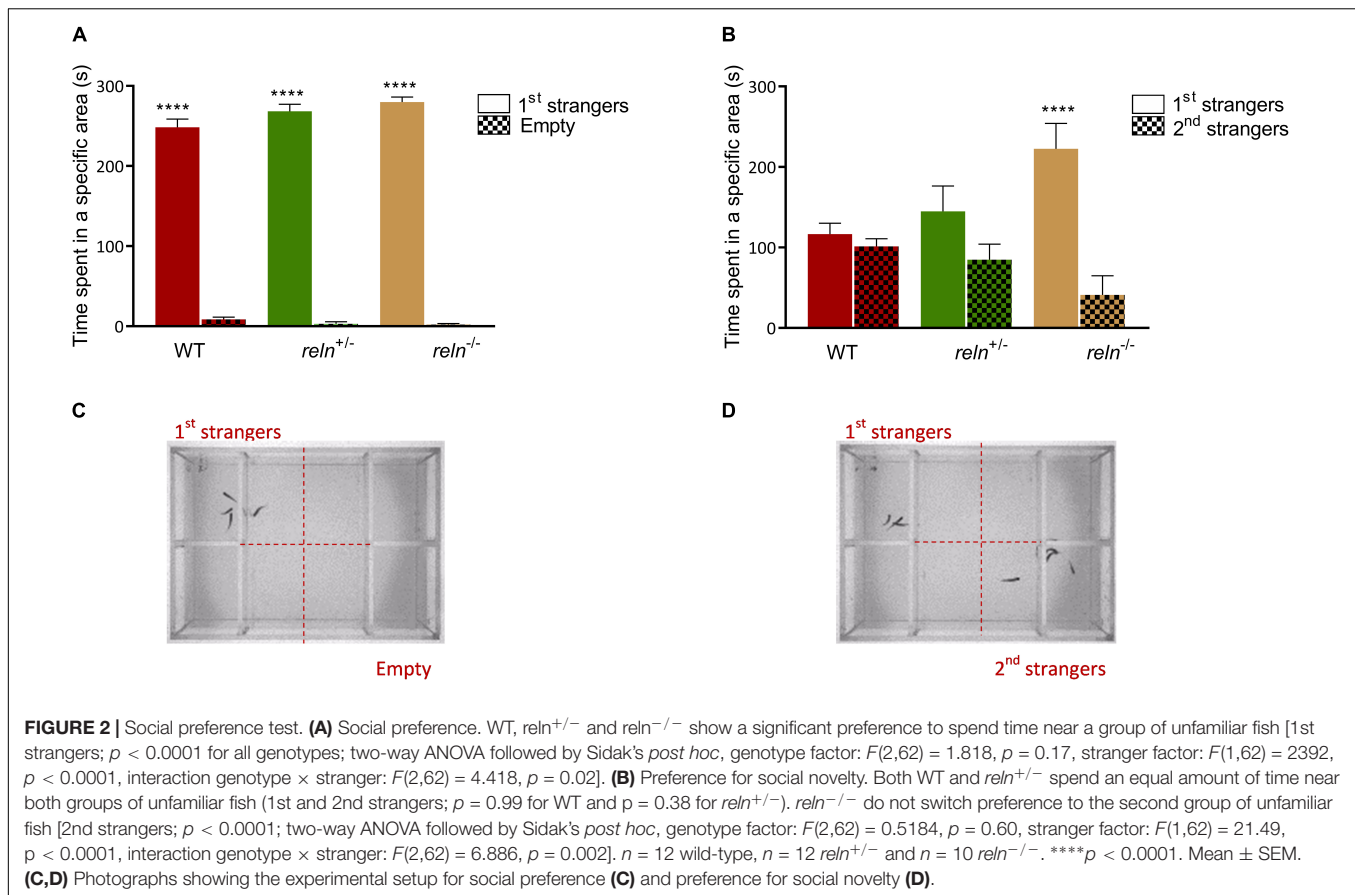 A
Time spent in a specific area (s)
300
200
100
0
****
****
****
1st strangers
Empty
WT
reln+/-
reln-/-
B
Time spent in a specific area (s)
300
200
100
0
****
1st strangers
2nd strangers
WT
reln+/-
reln-/-
C
1st strangers
Empty
D
1st strangers
2nd strangers
FIGURE 2 | Social preference test. (A) Social preference. WT, reln+/− and reln−/− show a significant preference to spend time near a group of unfamiliar fish [1st
strangers; p < 0.0001 for all genotypes; two-way ANOVA followed by Sidak's post hoc, genotype factor: F(2,62) = 1.818, p = 0.17, stranger factor: F(1,62) = 2392,
p < 0.0001, interaction genotype × stranger: F(2,62) = 4.418, p = 0.02]. (B) Preference for social novelty. Both WT and reln+/− spend an equal amount of time near
both groups of unfamiliar fish (1st and 2nd strangers; p = 0.99 for WT and p = 0.38 for reln+/−). reln−/− do not switch preference to the second group of unfamiliar
fish [2nd strangers; p < 0.0001; two-way ANOVA followed by Sidak's post hoc, genotype factor: F(2,62) = 0.5184, p = 0.60, stranger factor: F(1,62) = 21.49,
p < 0.0001, interaction genotype × stranger: F(2,62) = 6.886, p = 0.002]. n = 12 wild-type, n = 12 reln+/− and n = 10 reln−/−. ****p < 0.0001. Mean ± SEM.
(C,D) Photographs showing the experimental setup for social preference (C) and preference for social novelty (D).